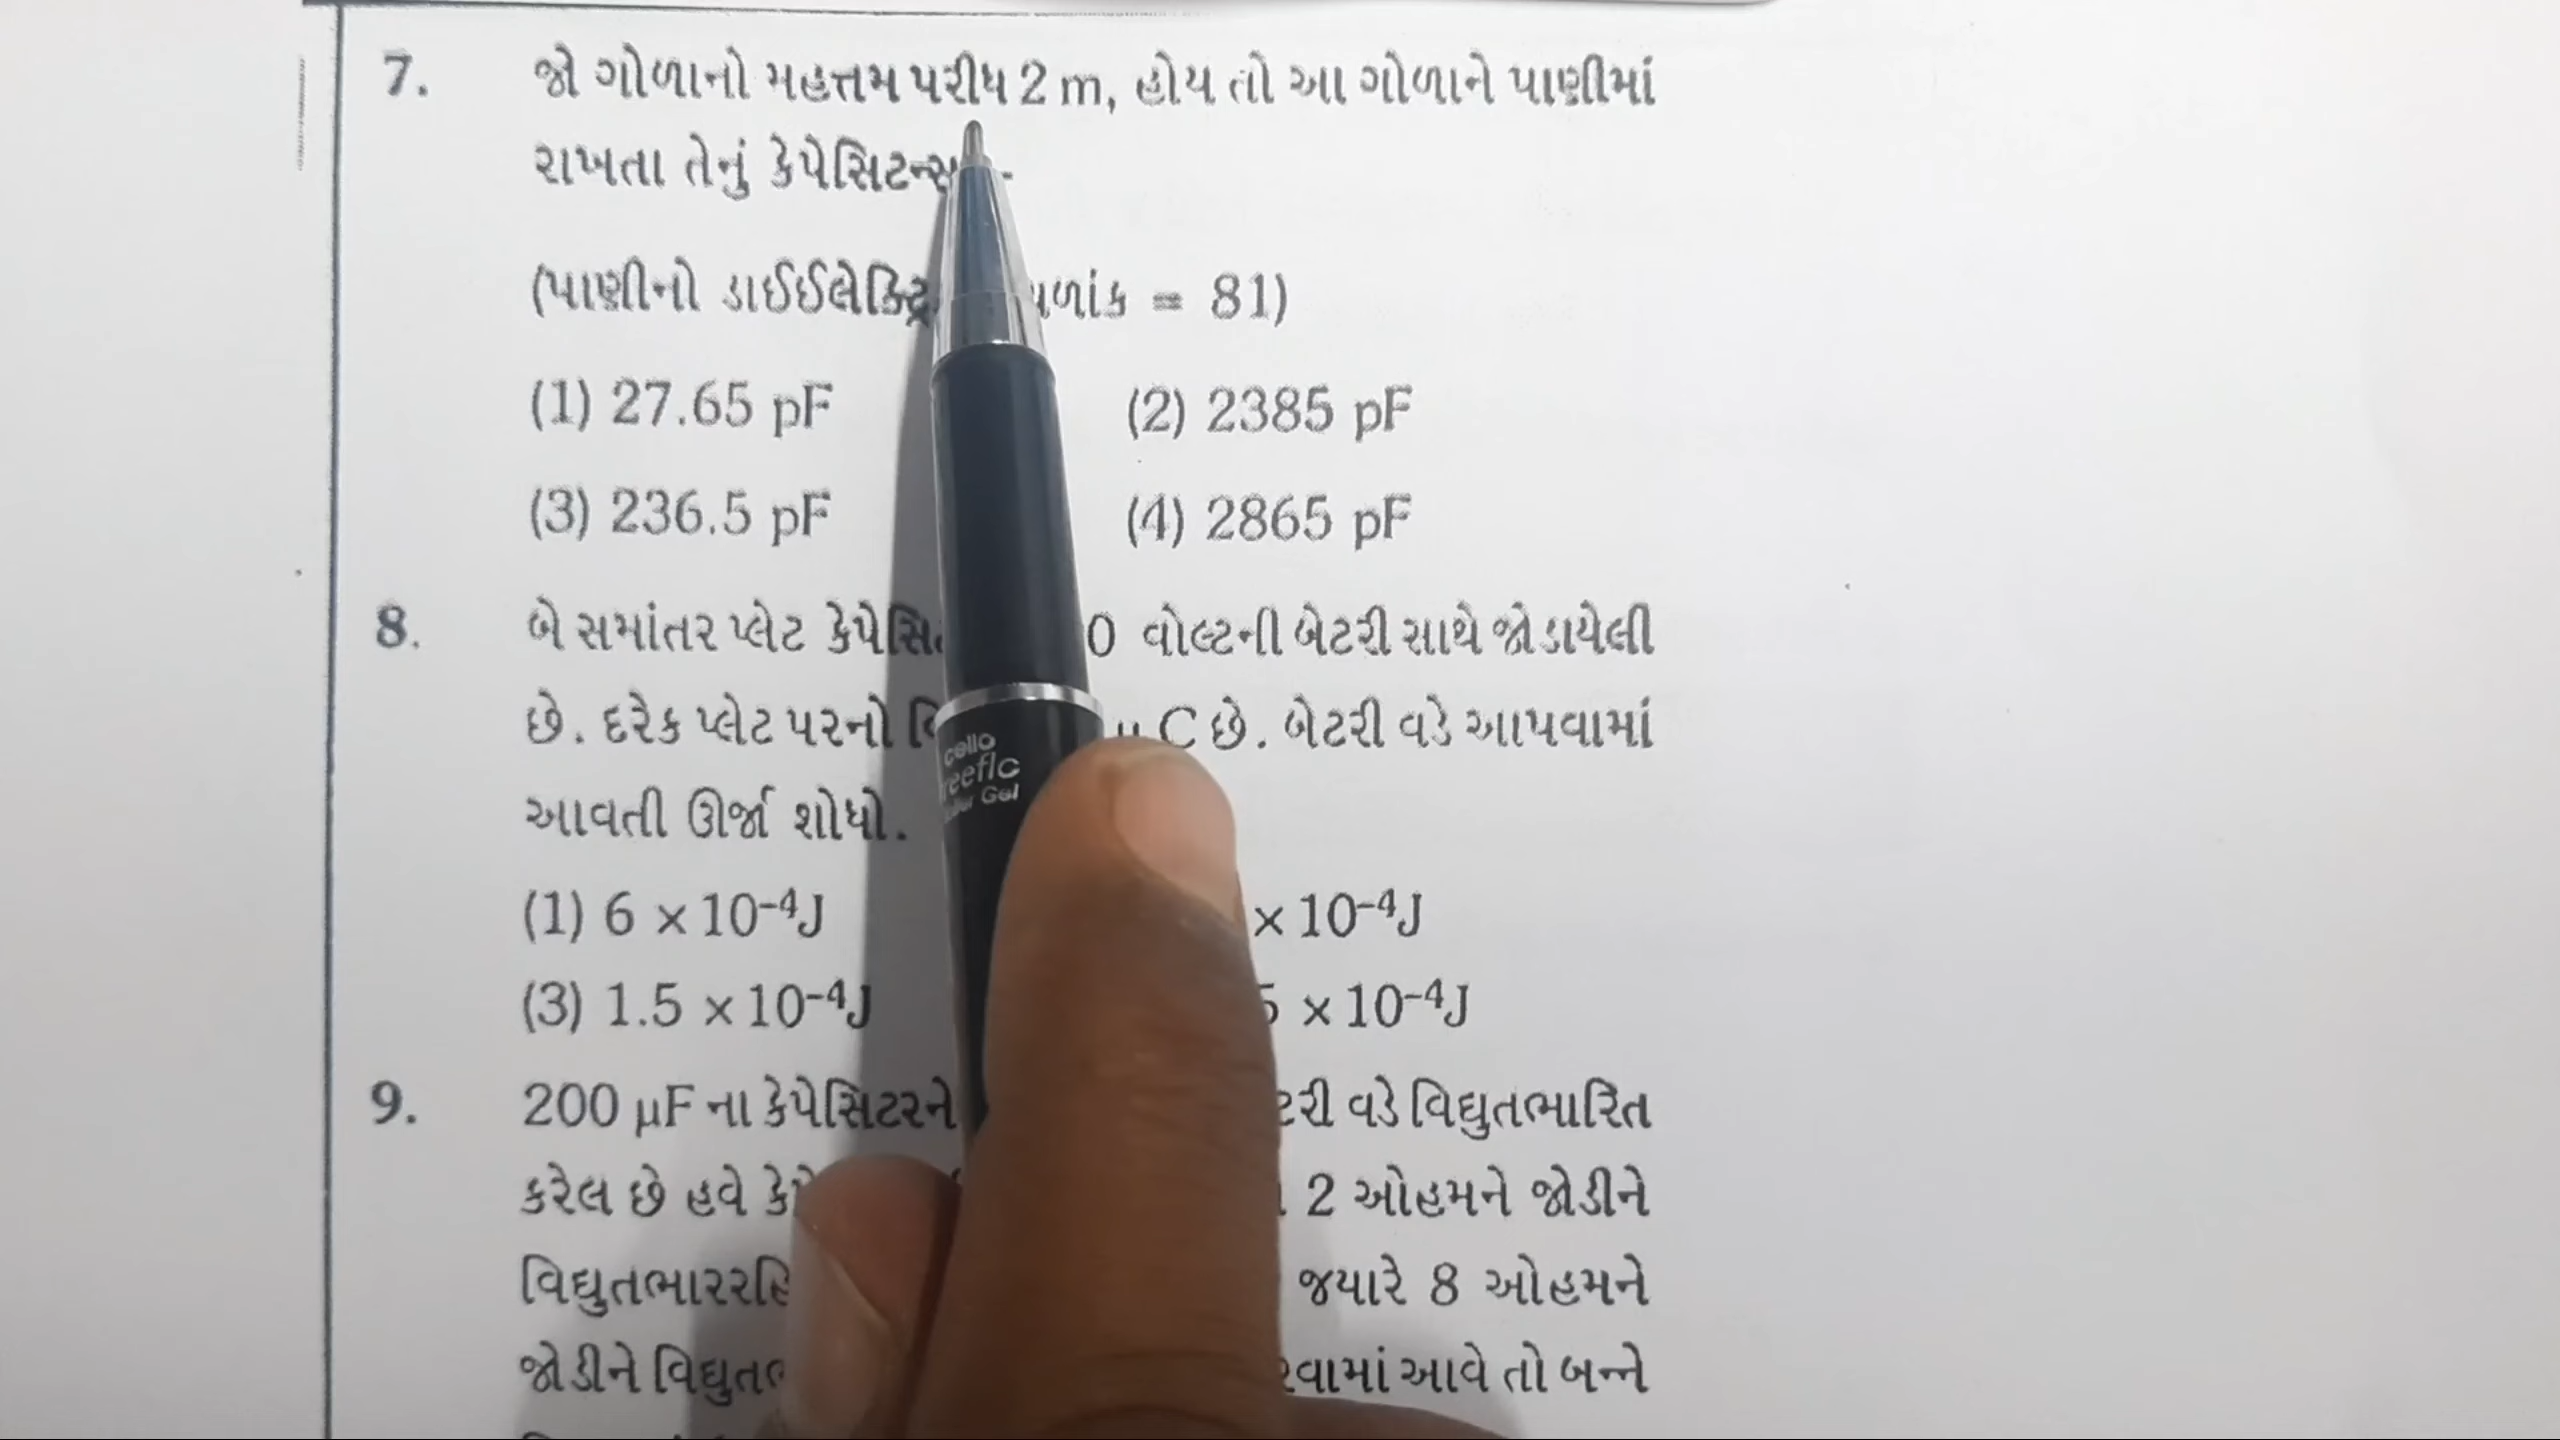 7. જો ગોળાનો મહત્તમ પરીઘ 2 m, હોય તો આ ગોળાને પાણીમાં
રાખતા તેનું કેપેસિટન્સ -
(પાણીનો ડાઈઈલેક્ટ્રિ ળાંક = 81)
(1) 27.65 pF (2) 2385 pF
(3) 236.5 pF (4) 2865 pF
8. બે સમાંતર પ્લેટ 0 વોલ્ટની બેટરી સાથે જોડાયેલી
છે. દરેક પ્લેટ પરનો μ C છે. બેટરી વડે આપવામાં
આવતી ઊર્જા શોધો.
(1) 6 × 10⁻⁴J × 10⁻⁴J
(3) 1.5 × 10⁻⁴J 5 × 10⁻⁴J
cello
Gel
9. 200 μF ના કેપેસિટરને ટરી વડે વિદ્યુતભારિત
કરેલ છે હવે 2 ઓહમને જોડીને
જયારે 8 ઓહમને
જોડીને વામાં આવે તો બન્ને